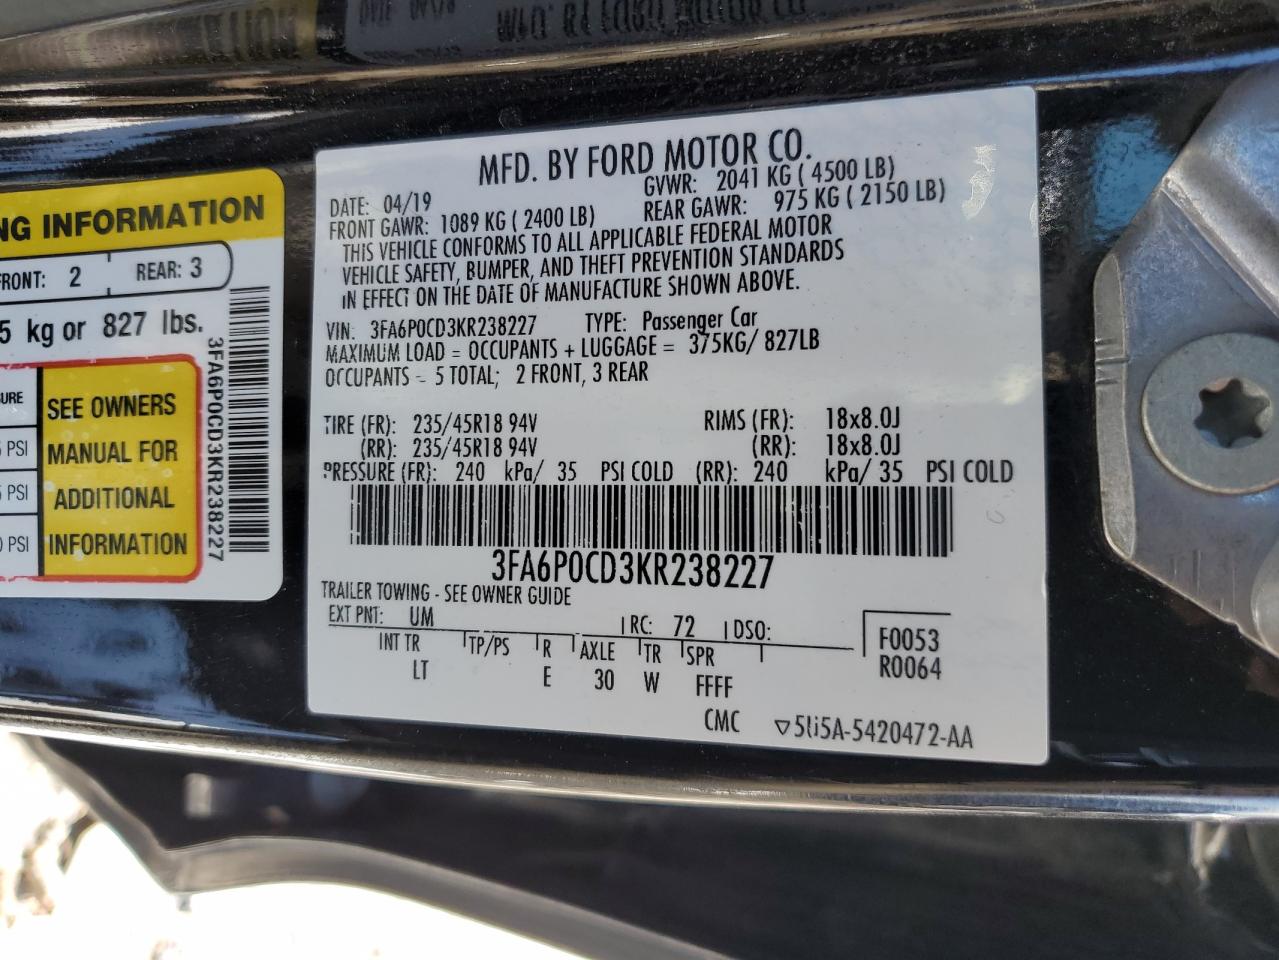 MFD. BY FORD MOTOR CO.
DATE: 04/19 GVWR: 2041 KG ( 4500 LB)
FRONT GAWR: 1089 KG ( 2400 LB) REAR GAWR: 975 KG ( 2150 LB)
THIS VEHICLE CONFORMS TO ALL APPLICABLE FEDERAL MOTOR
VEHICLE SAFETY, BUMPER, AND THEFT PREVENTION STANDARDS
IN EFFECT ON THE DATE OF MANUFACTURE SHOWN ABOVE.
VIN: 3FA6P0CD3KR238227 TYPE: Passenger Car
MAXIMUM LOAD = OCCUPANTS + LUGGAGE = 375KG/ 827LB
OCCUPANTS = 5 TOTAL; 2 FRONT, 3 REAR
TIRE (FR): 235/45R18 94V RIMS (FR): 18x8.0J
(RR): 235/45R18 94V (RR): 18x8.0J
PRESSURE (FR): 240 kPa/ 35 PSI COLD (RR): 240 kPa/ 35 PSI COLD
3FA6P0CD3KR238227
TRAILER TOWING - SEE OWNER GUIDE
EXT PNT: UM RC: 72 DSO:
INT TR TP/PS R AXLE TR SPR
LT E 30 W FFFF
F0053
R0064
CMC
INFORMATION
FRONT: 2 REAR: 3
kg or 827 lbs.
SEE OWNERS
PSI MANUAL FOR
PSI ADDITIONAL
PSI INFORMATION
3FA6P0CD3KR238227